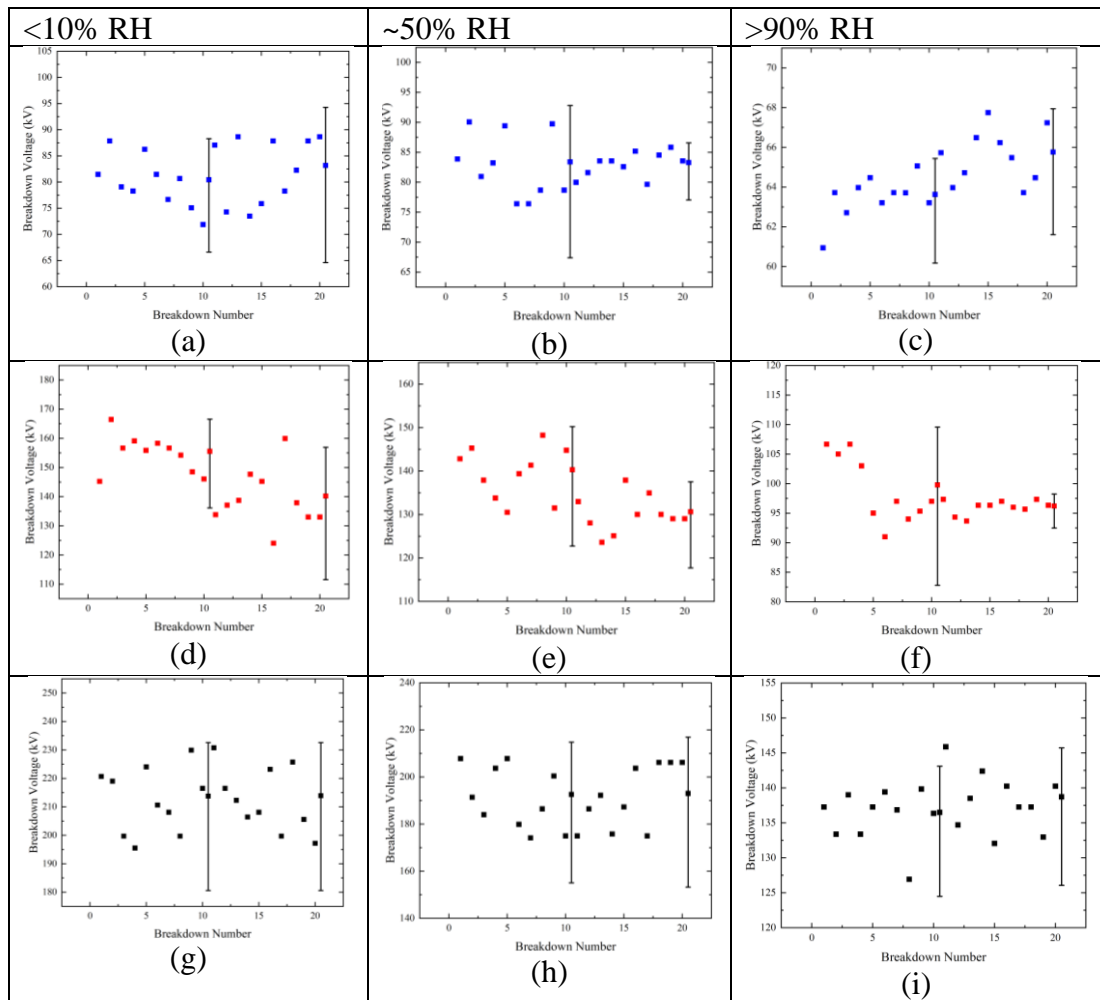 <10% RH
~50% RH
>90% RH
105
100
95
90
85
80
75
70
65
60
Breakdown Voltage (kV)
0 5 10 15 20
Breakdown Number
(a)
100
95
90
85
80
75
70
65
Breakdown Voltage (kV)
0 5 10 15 20
Breakdown Number
(b)
70
68
66
64
62
60
Breakdown Voltage (kV)
0 5 10 15 20
Breakdown Number
(c)
180
170
160
150
140
130
120
110
Breakdown Voltage (kV)
0 5 10 15 20
Breakdown Number
(d)
160
150
140
130
120
110
Breakdown Voltage (kV)
0 5 10 15 20
Breakdown Number
(e)
120
115
110
105
100
95
90
85
80
Breakdown Voltage (kV)
0 5 10 15 20
Breakdown Number
(f)
250
240
230
220
210
200
190
180
Breakdown Voltage (kV)
0 5 10 15 20
Breakdown Number
(g)
240
220
200
180
160
140
Breakdown Voltage (kV)
0 5 10 15 20
Breakdown Number
(h)
155
150
145
140
135
130
125
120
Breakdown Voltage (kV)
0 5 10 15 20
Breakdown Number
(i)